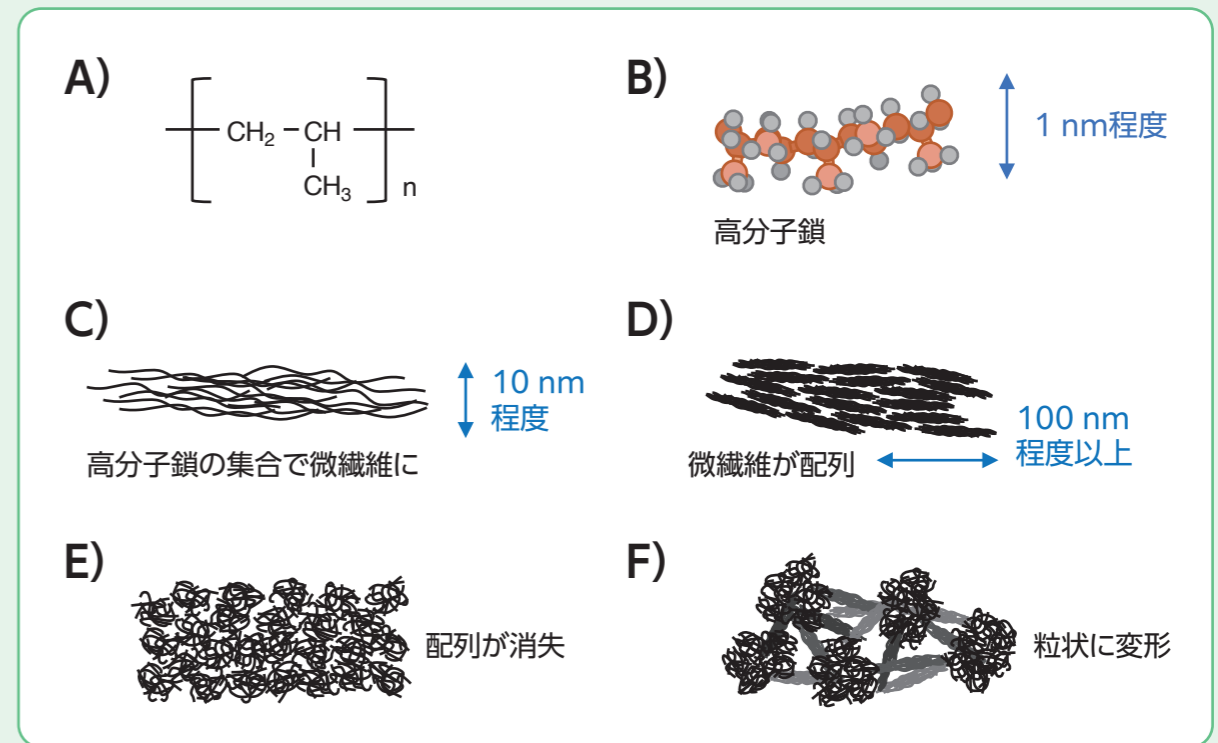 A)
CH2 CH
CH3 n
B)
1 nm程度
高分子鎖
C)
10 nm
程度
高分子鎖の集合で微繊維に
D)
100 nm
程度以上
微繊維が配列
E)
配列が消失
F)
粒状に変形